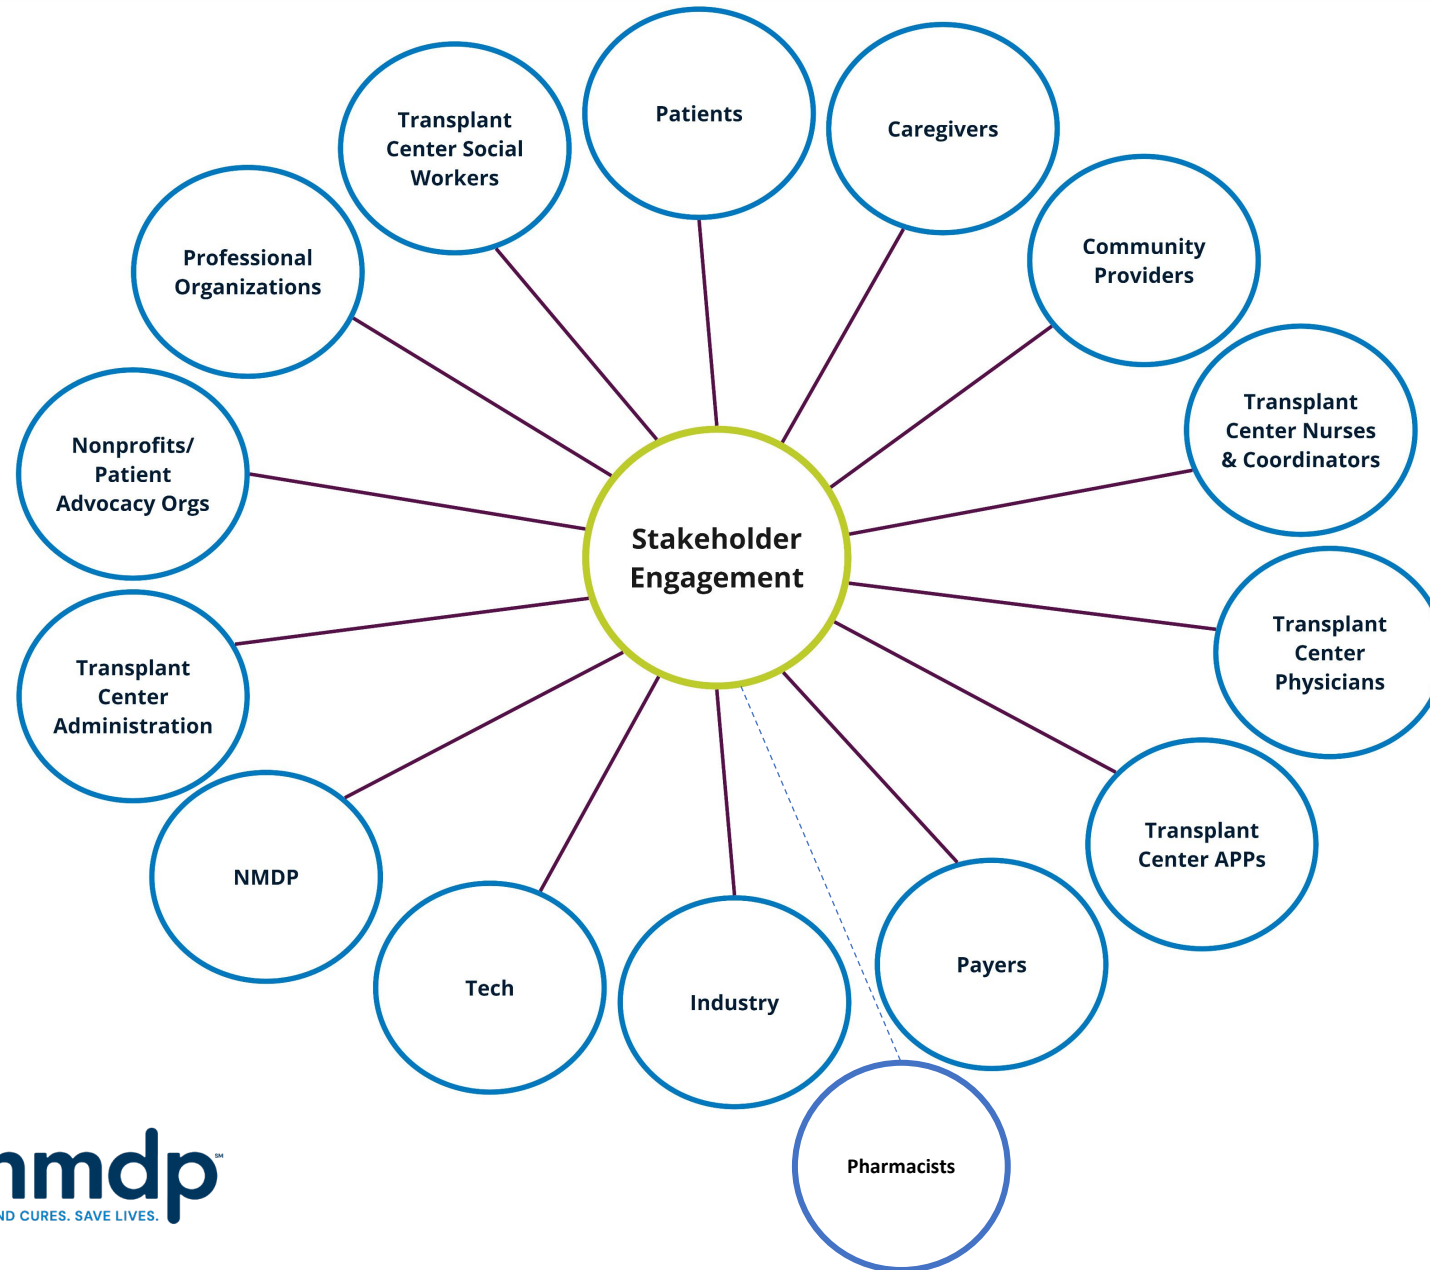 Patients
Caregivers
Transplant
Center Social
Workers
Community
Providers
Professional
Organizations
Transplant
Center Nurses
& Coordinators
Nonprofits/
Patient
Advocacy Orgs
Stakeholder
Engagement
Transplant
Center
Physicians
Transplant
Center
Administration
Transplant
Center APPs
NMDP
Payers
Tech
Industry
Pharmacists
nmdp℠
ND CURES. SAVE LIVES.